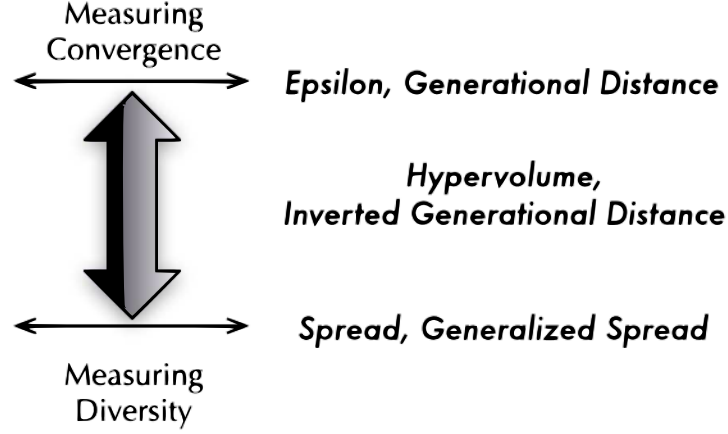 Measuring
Convergence
Epsilon, Generational Distance
Hypervolume,
Inverted Generational Distance
Spread, Generalized Spread
Measuring
Diversity